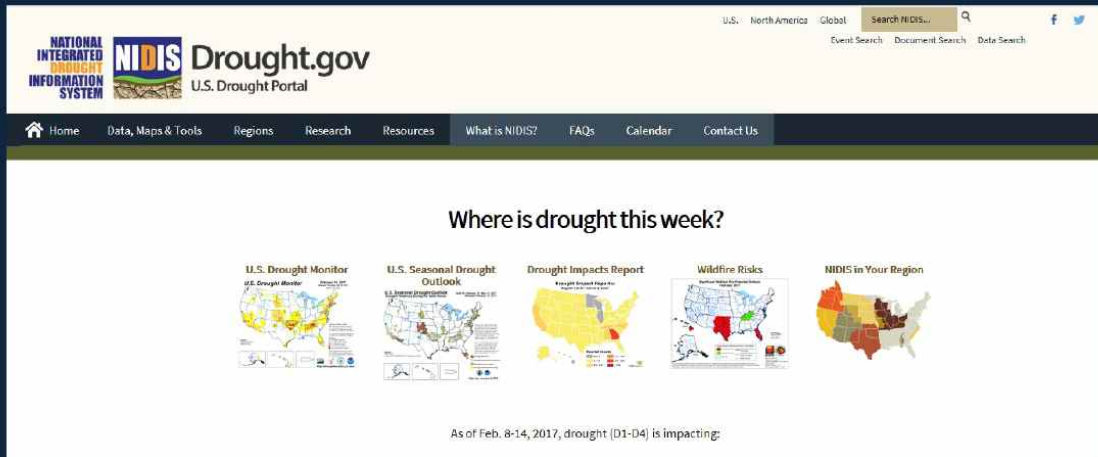 U.S. North America Global Search NIDIS...
Event Search Document Search Data Search
NATIONAL
INTEGRATED
DROUGHT
INFORMATION
SYSTEM
NIDIS
Drought.gov
U.S. Drought Portal
Home Data, Maps & Tools Regions Research Resources What is NIDIS? FAQs Calendar Contact Us
Where is drought this week?
U.S. Drought Monitor
U.S. Seasonal Drought
Outlook
Drought Impacts Report
Wildfire Risks
NIDIS in Your Region
U.S. Drought Monitor
As of Feb. 8-14, 2017, drought (D1-D4) is impacting: